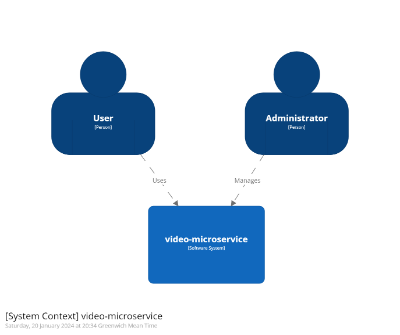 User
[Person]
Administrator
[Person]
Uses
Manages
video-microservice
[Software System]
[System Context] video-microservice
Saturday, 20 January 2024 at 20:34 Greenwich Mean Time